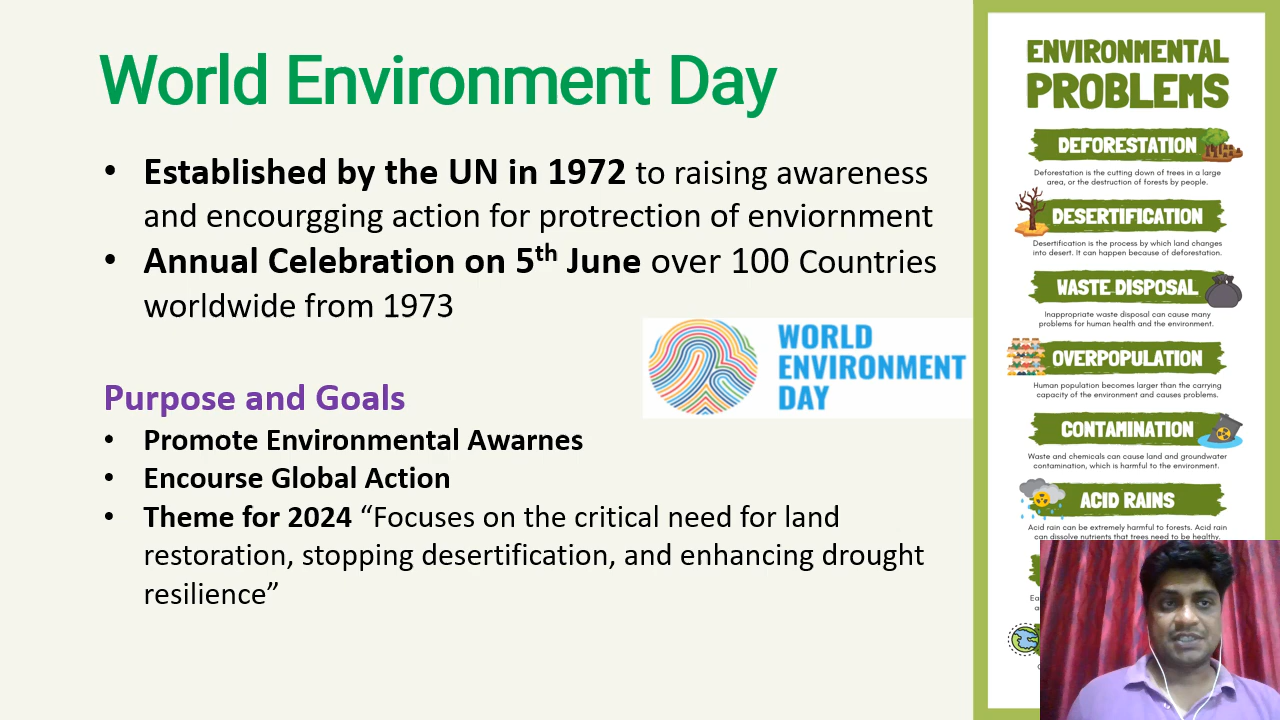 World Environment Day
• Established by the UN in 1972 to raising awareness
and encourgging action for protrection of enviornment
• Annual Celebration on 5th June over 100 Countries
worldwide from 1973
WORLD
ENVIRONMENT
DAY
Purpose and Goals
• Promote Environmental Awarnes
• Encourse Global Action
• Theme for 2024 “Focuses on the critical need for land
restoration, stopping desertification, and enhancing drought
resilience”
ENVIRONMENTAL
PROBLEMS
DEFORESTATION
Deforestation is the cutting down of trees in a large
area, or the destruction of forests by people.
DESERTIFICATION
Desertification is the process by which land changes
into desert. It can happen because of deforestation.
WASTE DISPOSAL
Inappropriate waste disposal can cause many
problems for human health and the environment.
OVERPOPULATION
Human population becomes larger than the carrying
capacity of the environment and causes problems.
CONTAMINATION
Waste and chemicals can cause land and groundwater
contamination, which is harmful to the environment.
ACID RAINS
Acid rain can be extremely harmful to forests. Acid rain
can dissolve nutrients that trees need to be healthy.